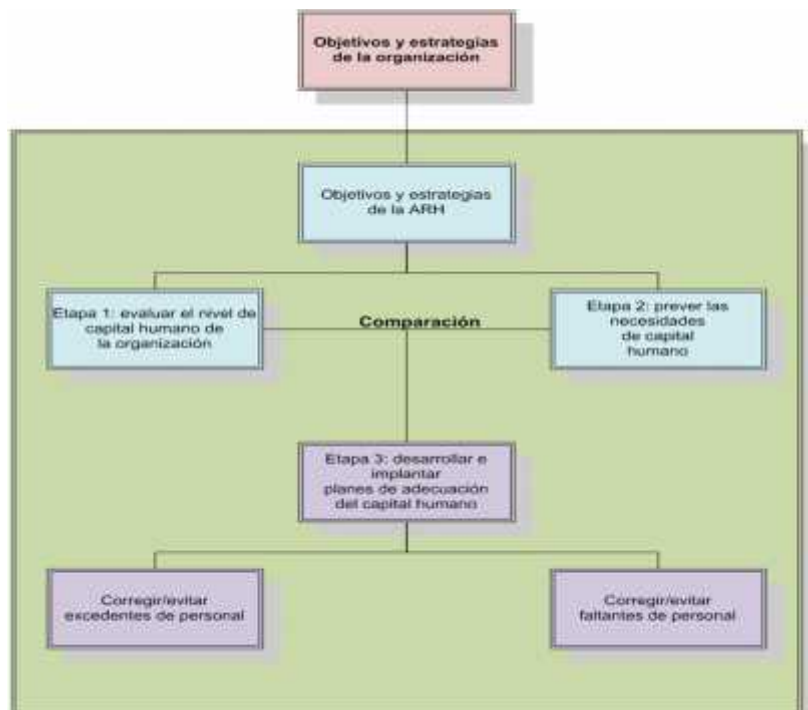 Objetivos y estrategias
de la organización
Objetivos y estrategias
de la ARH
Etapa 1: evaluar el nivel de
capital humano de
la organización
Comparación
Etapa 2: prever las
necesidades
de capital
humano
Etapa 3: desarrollar e
implantar
planes de adecuación
del capital humano
Corregir/evitar
excedentes de personal
Corregir/evitar
faltantes de personal